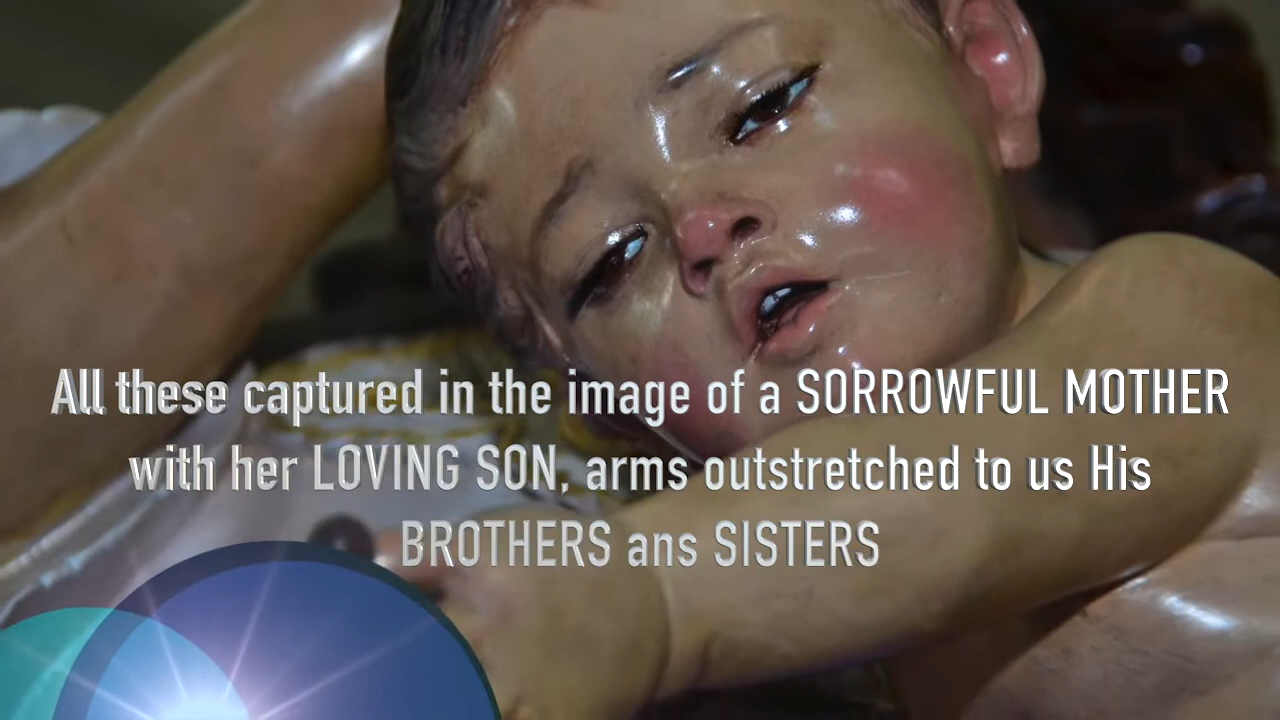 All these captured in the image of a SORROWFUL MOTHER
with her LOVING SON, arms outstretched to us His
BROTHERS ans SISTERS